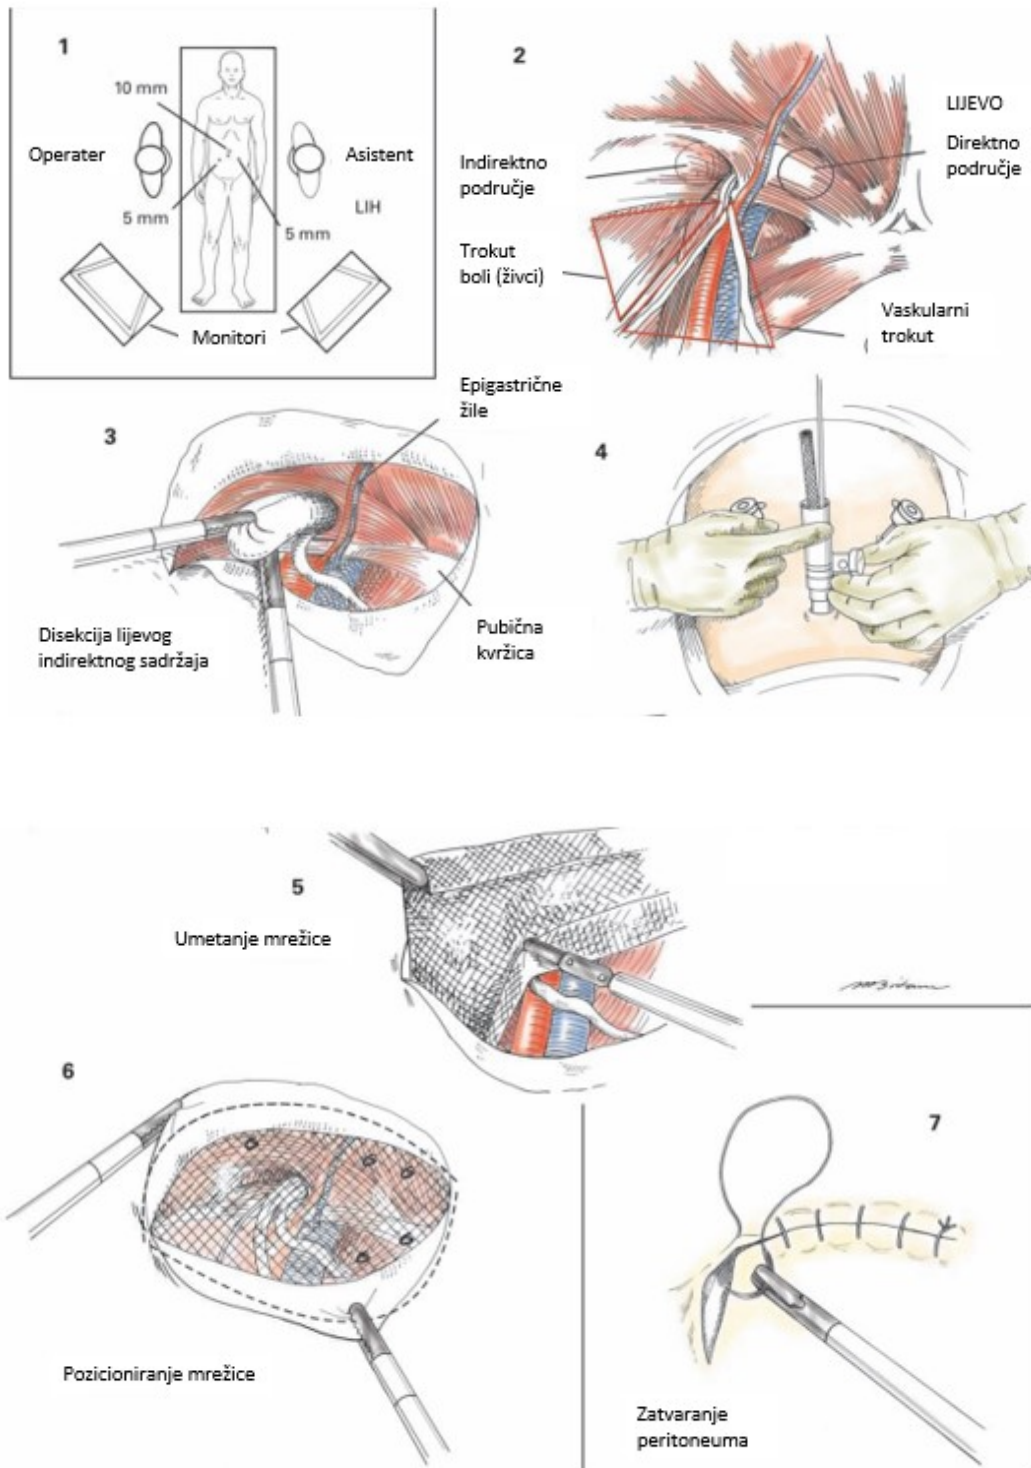 1
10 mm
Operater
Asistent
LIH
5 mm
5 mm
Monitori
2
LIJEVO
Indirektno
područje
Direktno
područje
Trokut
boli (živci)
Vaskularni
trokut
3
Epigastrične
žile
Disekcija lijevog
indirektnog sadržaja
Pubična
kvržica
4
5
Umetanje mrežice
6
Pozicioniranje mrežice
7
Zatvaranje
peritoneuma